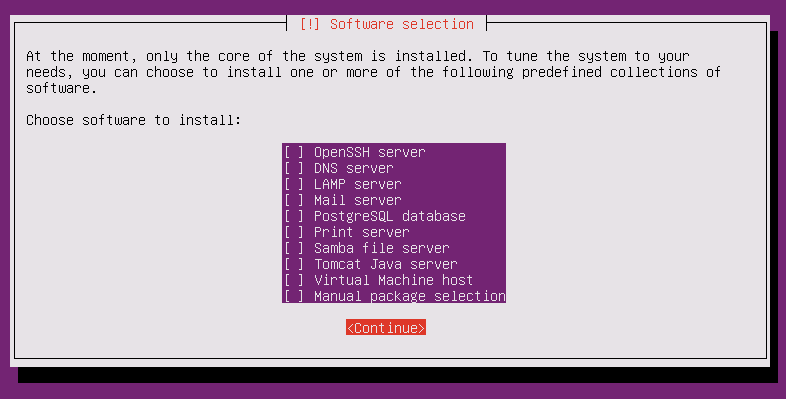 [!] Software selection
At the moment, only the core of the system is installed. To tune the system to your
needs, you can choose to install one or more of the following predefined collections of
software.
Choose software to install:
[ ] OpenSSH server
[ ] DNS server
[ ] LAMP server
[ ] Mail server
[ ] PostgreSQL database
[ ] Print server
[ ] Samba file server
[ ] Tomcat Java server
[ ] Virtual Machine host
[ ] Manual package selection
<Continue>